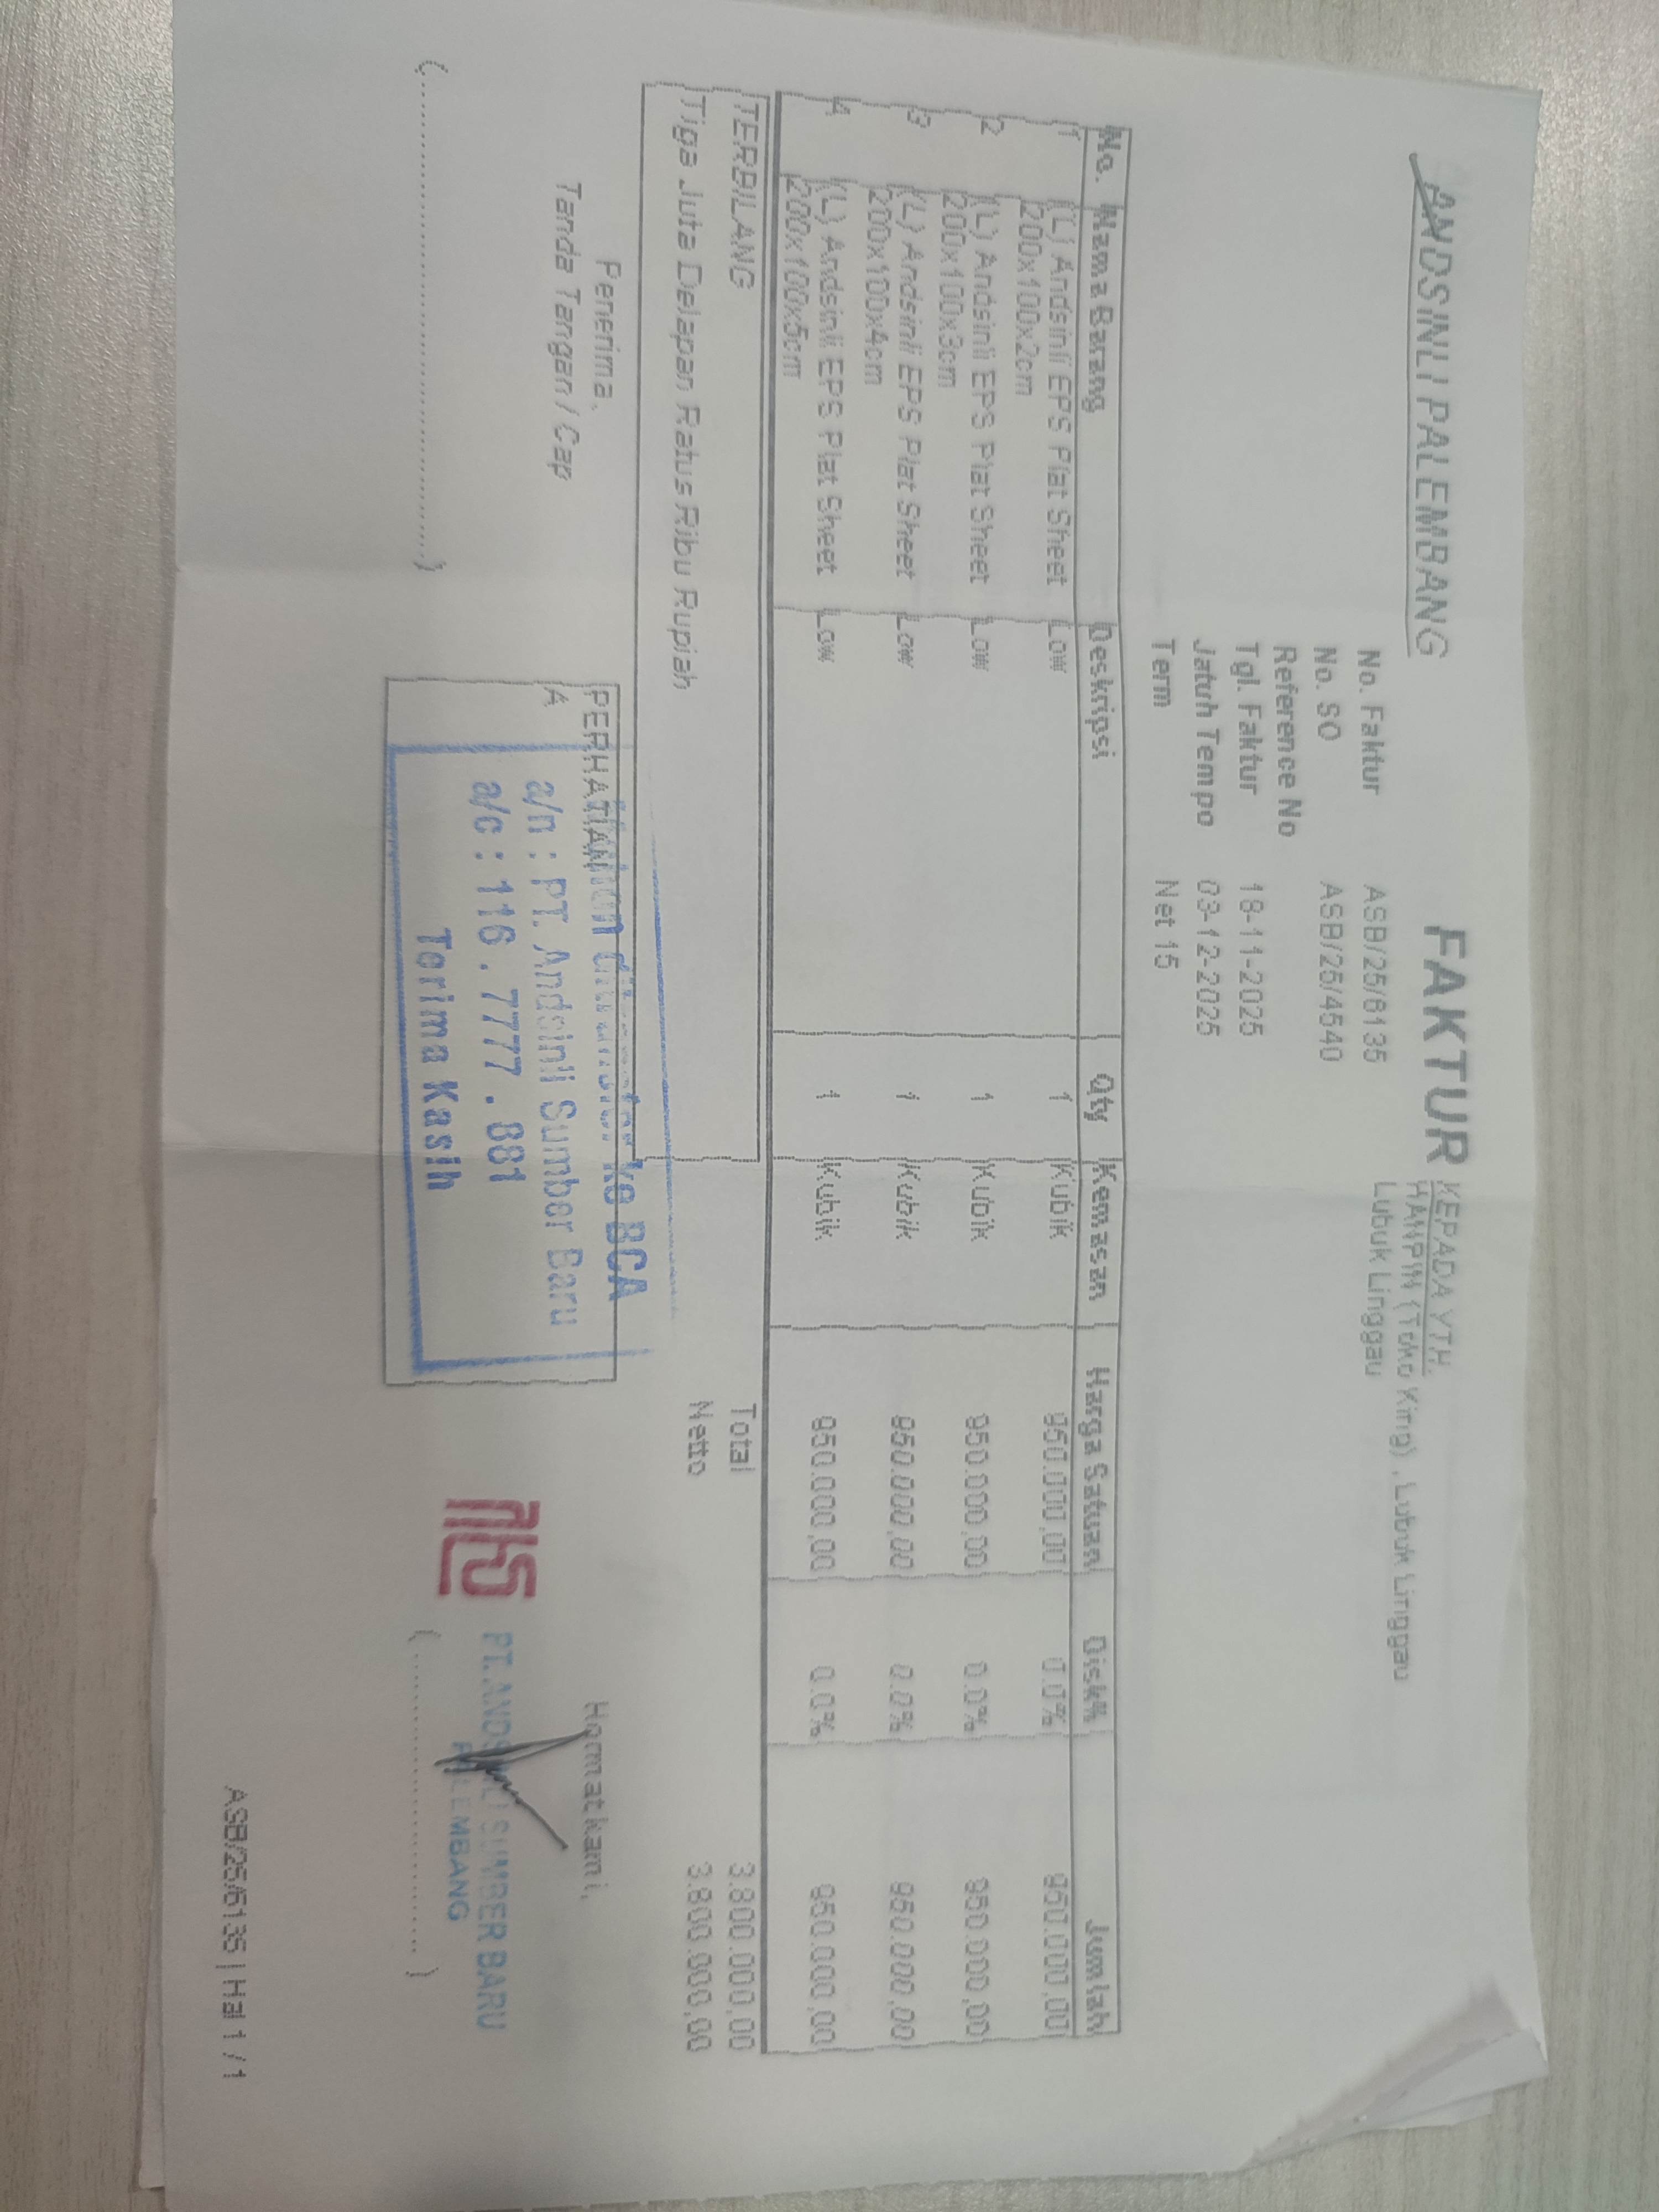 ANDSINLI PALEMBANG
FAKTUR
KEPADA YTH.
HANPIN (Toko King) , Lubuk Linggau
Lubuk Linggau
No. Faktur ASB/25/6135
No. SO ASB/25/4540
Reference No
Tgl. Faktur 18-11-2025
Jatuh Tempo 03-12-2025
Term Net 15
No. Nama Barang Deskripsi Qty Kemasan Harga Satuan Disk% Jumlah
1 (L) Andsinli EPS Plat Sheet Low 1 Kubik 950.000,00 0.0% 950.000,00
200x100x2cm
2 (L) Andsinli EPS Plat Sheet Low 1 Kubik 950.000,00 0.0% 950.000,00
200x100x3cm
3 (L) Andsinli EPS Plat Sheet Low 1 Kubik 950.000,00 0.0% 950.000,00
200x100x4cm
4 (L) Andsinli EPS Plat Sheet Low 1 Kubik 950.000,00 0.0% 950.000,00
200x100x5cm
TERBILANG
Tiga Juta Delapan Ratus Ribu Rupiah
Total 3.800.000,00
Netto 3.800.000,00
Penerima,
Tanda Tangan / Cap
(..............................)
PERHATIAN
A
ditransfer ke BCA
a/n : PT. Andsinli Sumber Baru
a/c : 116 . 7777 . 881
Terima Kasih
Hormat kami,
PT. ANDSINLI SUMBER BARU
PALEMBANG
(..............................)
ASB/25/6135 | Hal 1 / 1